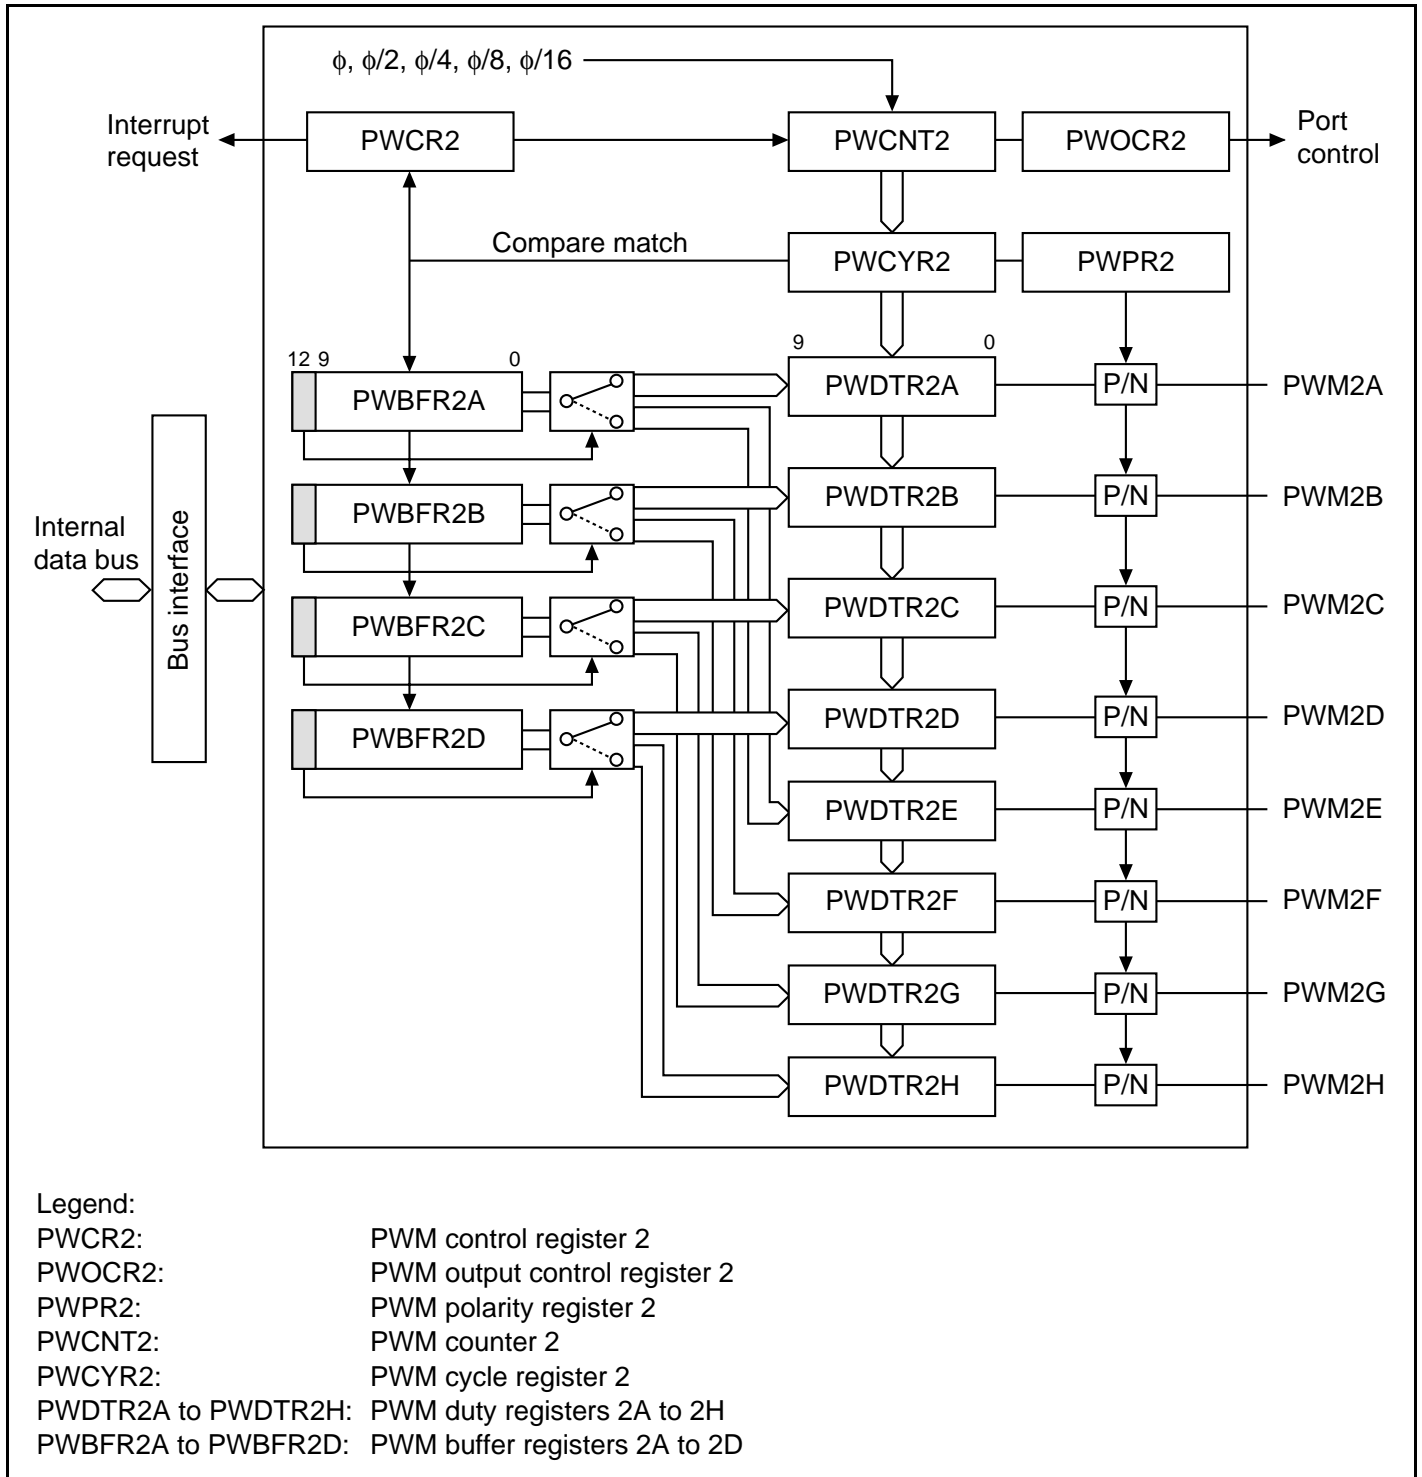 ϕ, ϕ/2, ϕ/4, ϕ/8, ϕ/16
Interrupt
request
PWCR2
PWCNT2
PWOCR2
Port
control
Compare match
PWCYR2
PWPR2
12 9 0
9 0
PWBFR2A
PWDTR2A
P/N
PWM2A
PWBFR2B
PWDTR2B
P/N
PWM2B
Internal
data bus
Bus interface
PWBFR2C
PWDTR2C
P/N
PWM2C
PWBFR2D
PWDTR2D
P/N
PWM2D
PWDTR2E
P/N
PWM2E
PWDTR2F
P/N
PWM2F
PWDTR2G
P/N
PWM2G
PWDTR2H
P/N
PWM2H
Legend:
PWCR2: PWM control register 2
PWOCR2: PWM output control register 2
PWPR2: PWM polarity register 2
PWCNT2: PWM counter 2
PWCYR2: PWM cycle register 2
PWDTR2A to PWDTR2H: PWM duty registers 2A to 2H
PWBFR2A to PWBFR2D: PWM buffer registers 2A to 2D